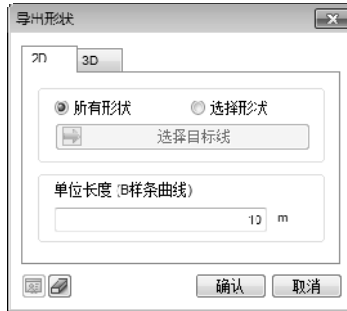 导出形状
2D 3D
所有形状 选择形状
选择目标线
单位长度(B样条曲线)
10 m
确认 取消